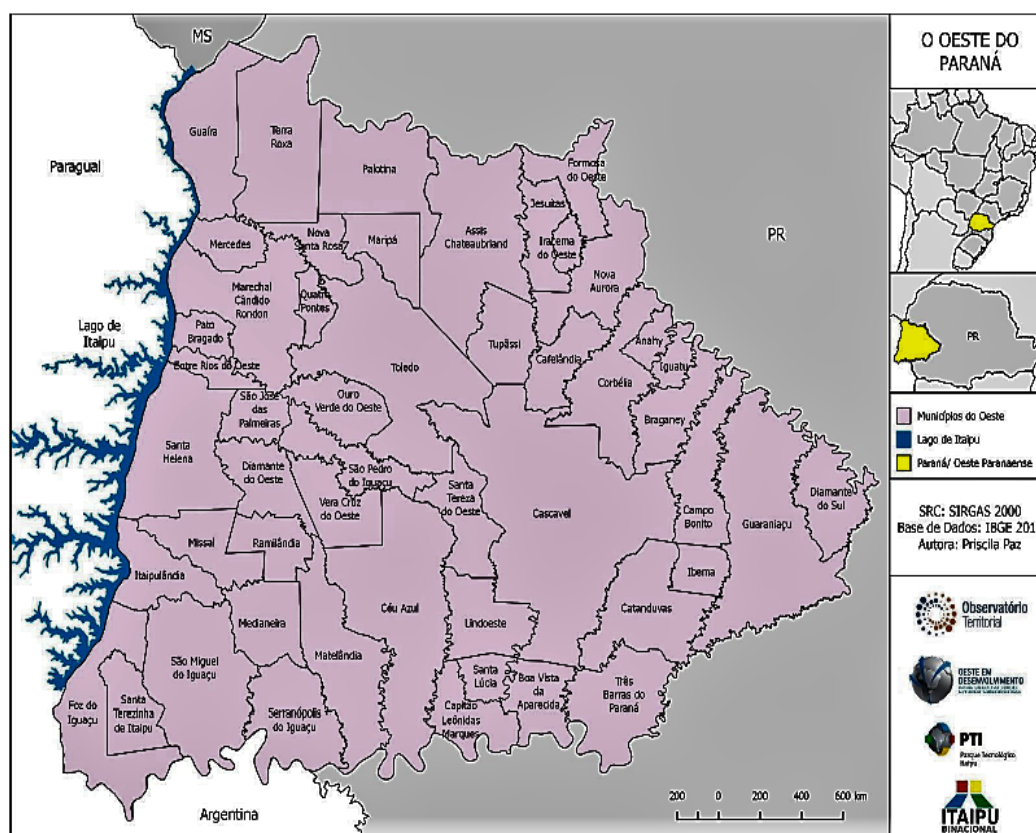 MS
Guaíra
Terra
Roxa
Paraguai
Palotina
Formosa
do Oeste
Jesuítas
Mercedes
Nova
Santa Rosa
Maripá
Assis
Chateaubriand
Iracema
do Oeste
PR
Nova
Aurora
Marechal
Cândido
Rondon
Quatro
Pontes
Lago de
Itaipu
Pato
Bragado
Tupãssi
Cafelândia
Anahy
Iguatu
Entre Rios do Oeste
Toledo
Corbélia
São José
das
Palmeiras
Ouro
Verde do Oeste
Braganey
Santa
Helena
Diamante
do Oeste
São Pedro
do Iguaçu
Vera Cruz
do Oeste
Santa
Tereza
do Oeste
Cascavel
Campo
Bonito
Guaraniaçu
Diamante
do Sul
Missal
Ramilândia
Itaipulândia
Ibema
Catanduvas
Medianeira
Céu Azul
Lindoeste
Matelândia
São Miguel
do Iguaçu
Santa
Lúcia
Boa Vista
da
Aparecida
Três
Barras do
Paraná
Foz do
Iguaçu
Santa
Terezinha
de Itaipu
Serranópolis
do Iguaçu
Capitão
Leônidas
Marques
Argentina
200 0 200 400 600 km
O OESTE DO
PARANÁ
PR
Municípios do Oeste
Lago de Itaipu
Paraná/ Oeste Paranaense
SRC: SIRGAS 2000
Base de Dados: IBGE 201
Autora: Priscila Paz
Observatório
Territorial
OESTE EM
DESENVOLVIMENTO
PTI
Parque Tecnológico
Itaipu
ITAIPU
BINACIONAL